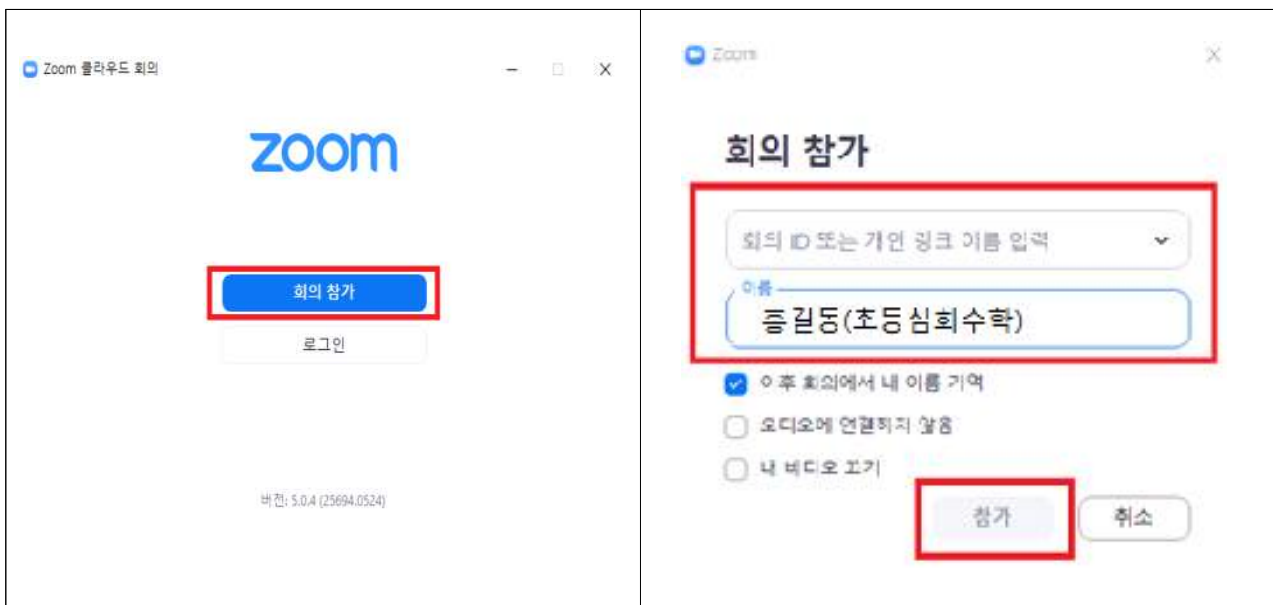 Zoom 클라우드 회의
zoom
회의 참가
로그인
버전: 5.0.4 (25694.0524)
Zoom
회의 참가
회의 ID 또는 개인 링크 이름 입력
이름
홍길동(초등심화수학)
이후 회의에서 내 이름 기억
오디오에 연결하지 않음
내 비디오 끄기
참가
취소